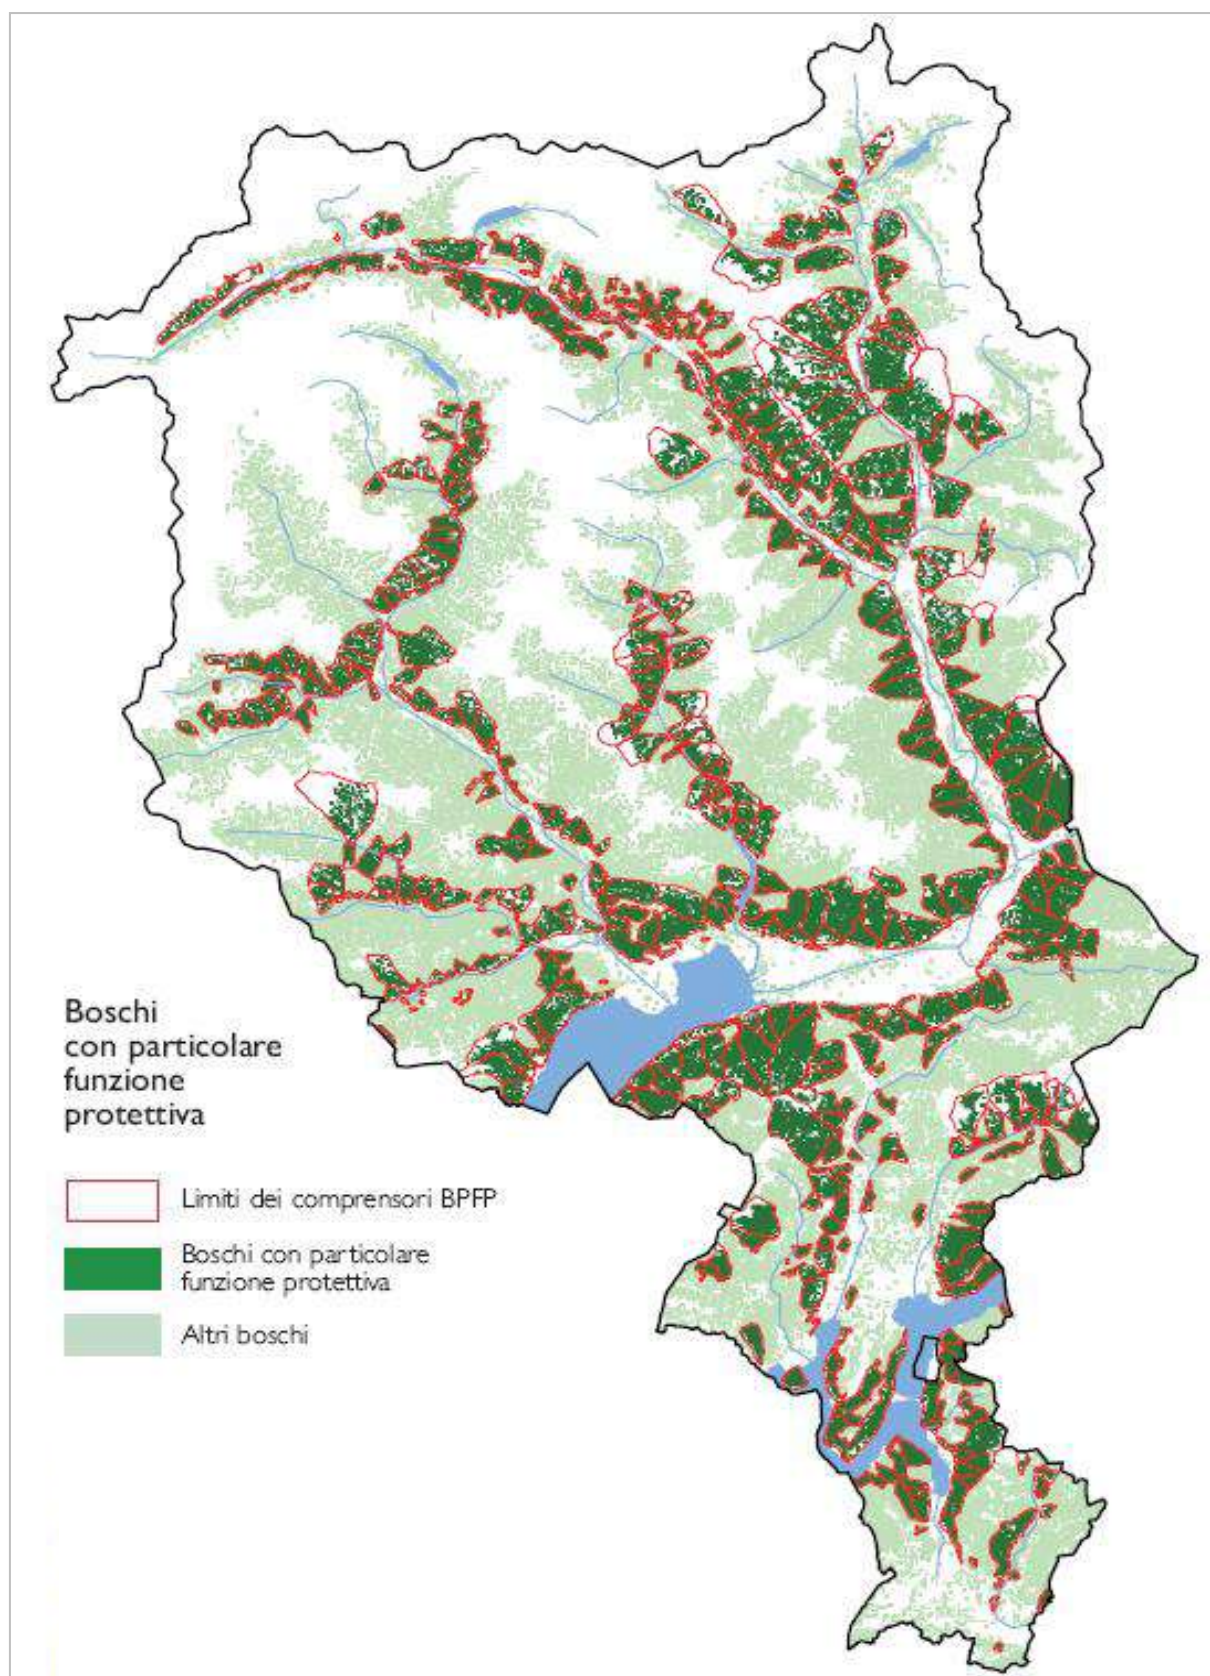 Boschi
con particolare
funzione
protettiva
Limiti dei comprensori BPFP
Boschi con particolare
funzione protettiva
Altri boschi